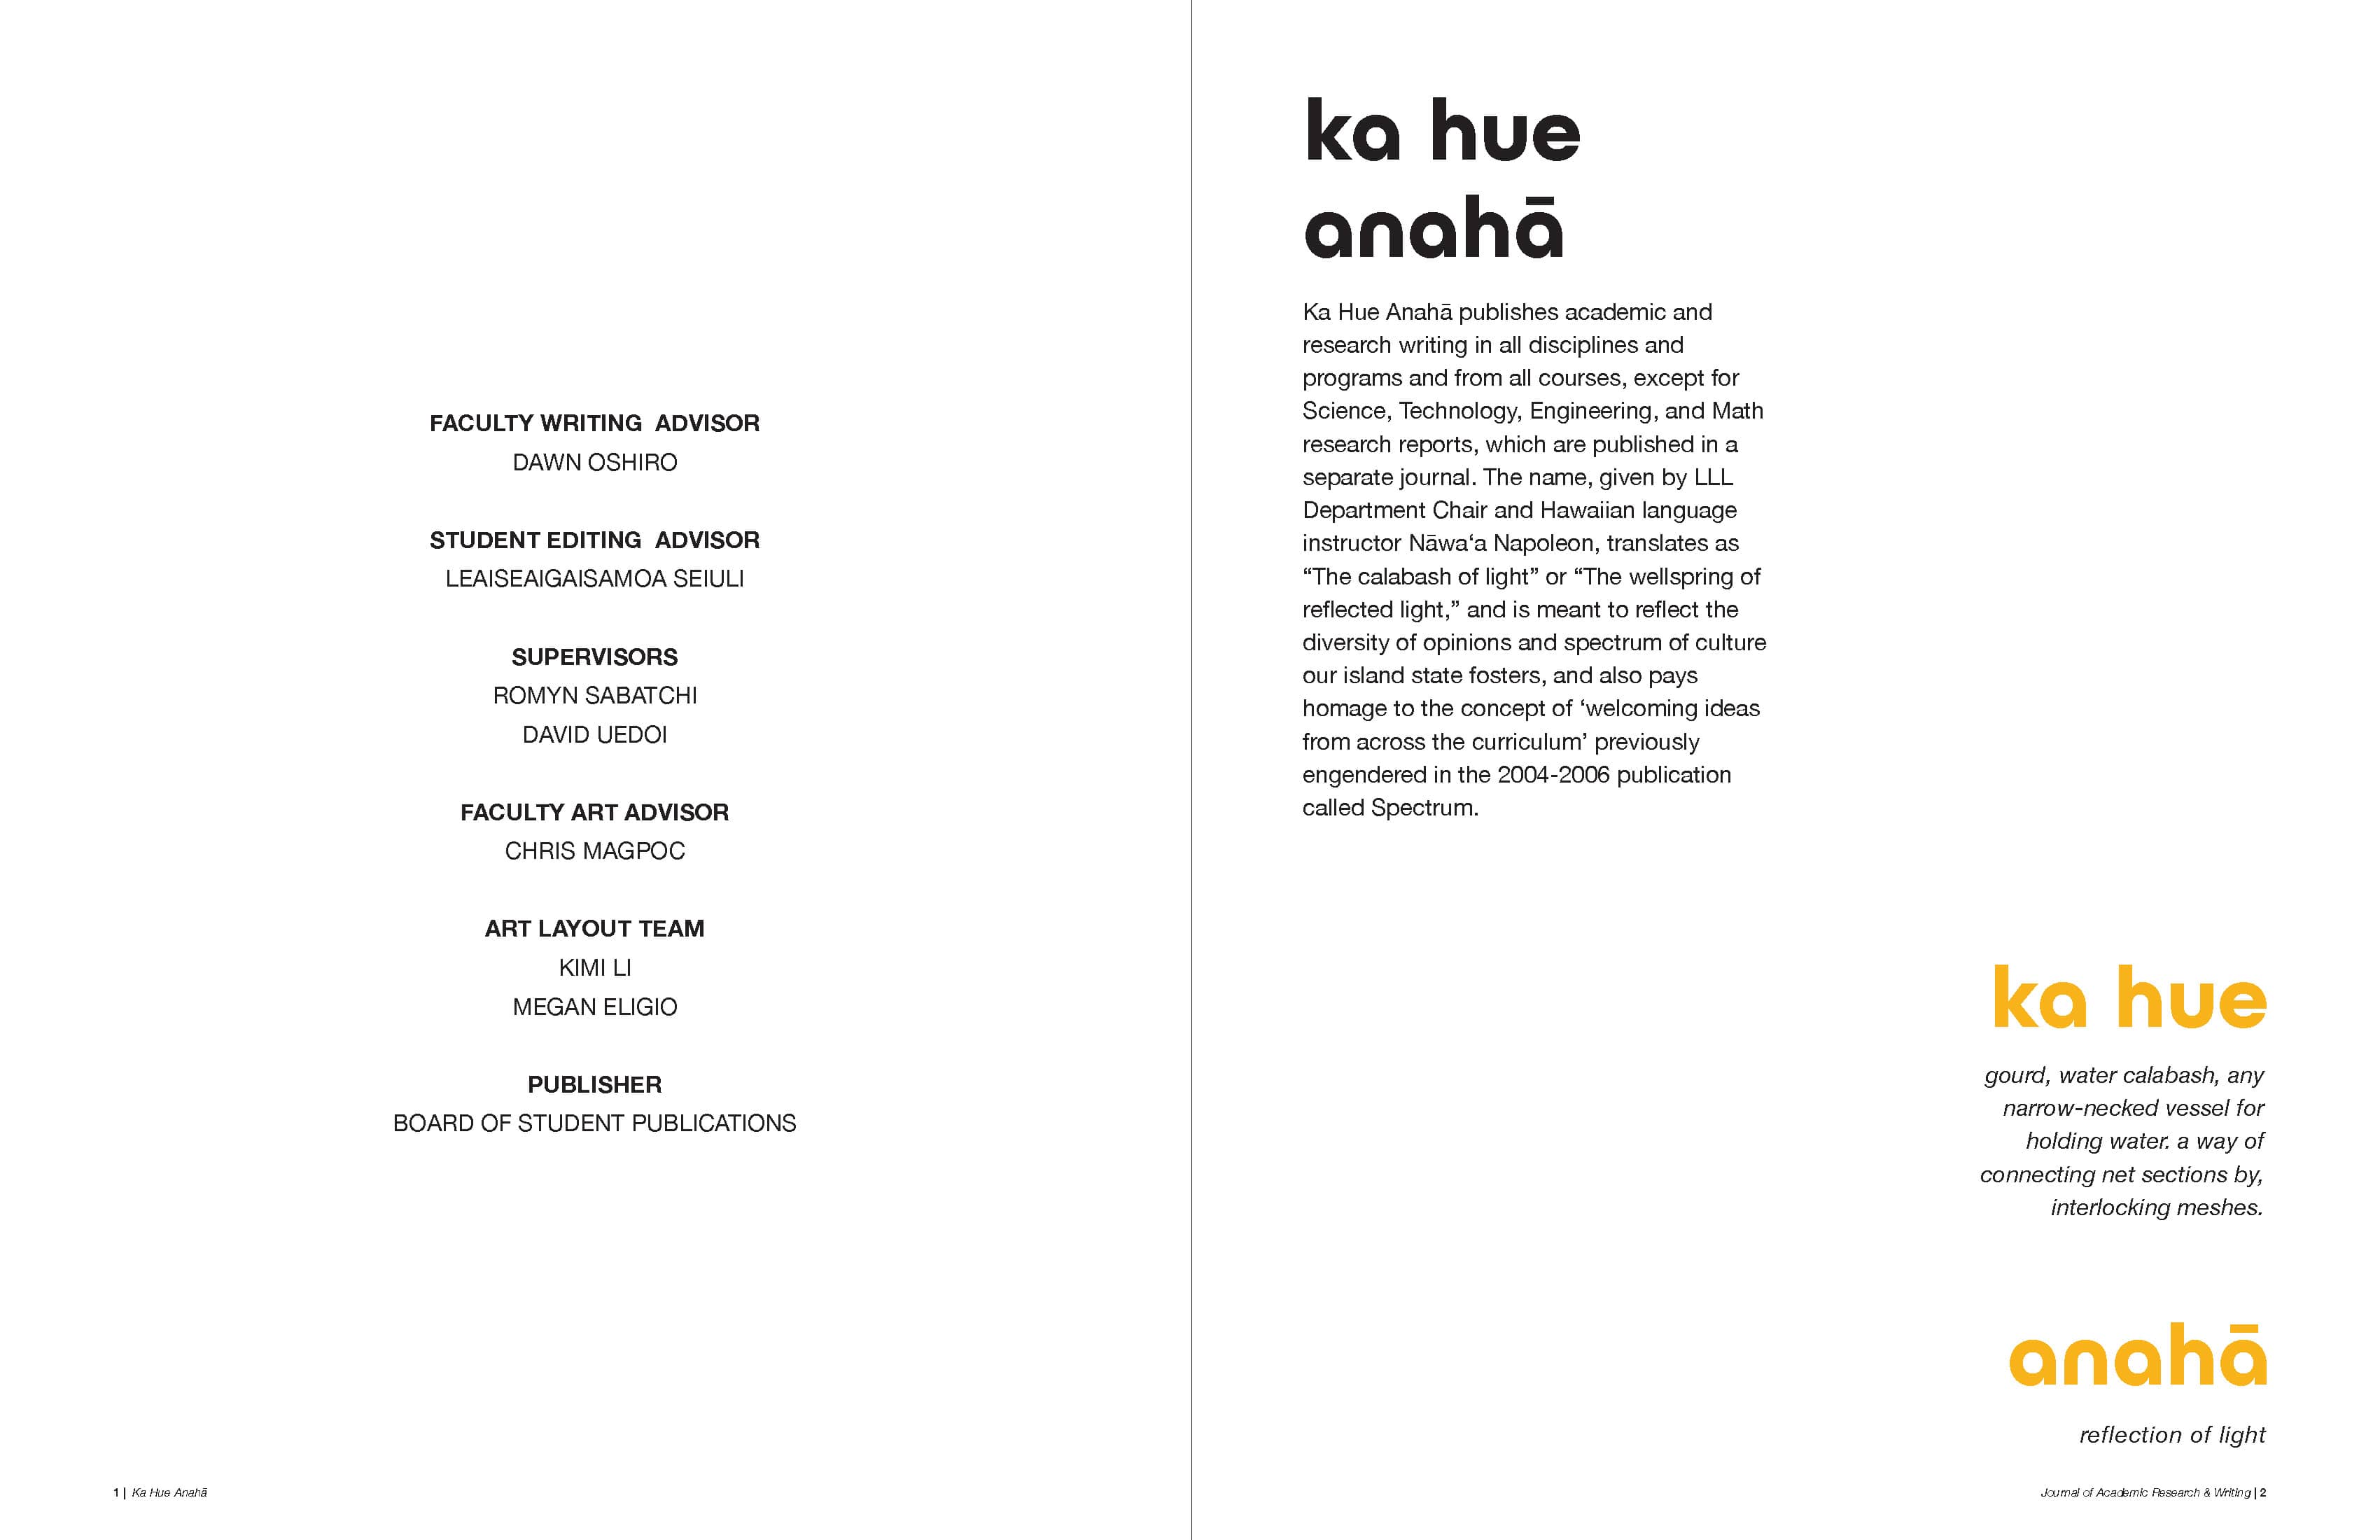 FACULTY WRITING  ADVISOR
DAWN OSHIRO
STUDENT EDITING  ADVISOR
LEAISEAIGAISAMOA SEIULI
SUPERVISORS
ROMYN SABATCHI
DAVID UEDOI
FACULTY ART ADVISOR
CHRIS MAGPOC
ART LAYOUT TEAM
KIMI LI
MEGAN ELIGIO
PUBLISHER
BOARD OF STUDENT PUBLICATIONS
1 | Ka Hue Anahā
ka hue
anahā
Ka Hue Anahā publishes academic and
research writing in all disciplines and
programs and from all courses, except for
Science, Technology, Engineering, and Math
research reports, which are published in a
separate journal. The name, given by LLL
Department Chair and Hawaiian language
instructor Nāwa‘a Napoleon, translates as
“The calabash of light” or “The wellspring of
reflected light,” and is meant to reflect the
diversity of opinions and spectrum of culture
our island state fosters, and also pays
homage to the concept of ‘welcoming ideas
from across the curriculum’ previously
engendered in the 2004-2006 publication
called Spectrum.
ka hue
gourd, water calabash, any
narrow-necked vessel for
holding water. a way of
connecting net sections by,
interlocking meshes.
anahā
reflection of light
Journal of Academic Research & Writing | 2